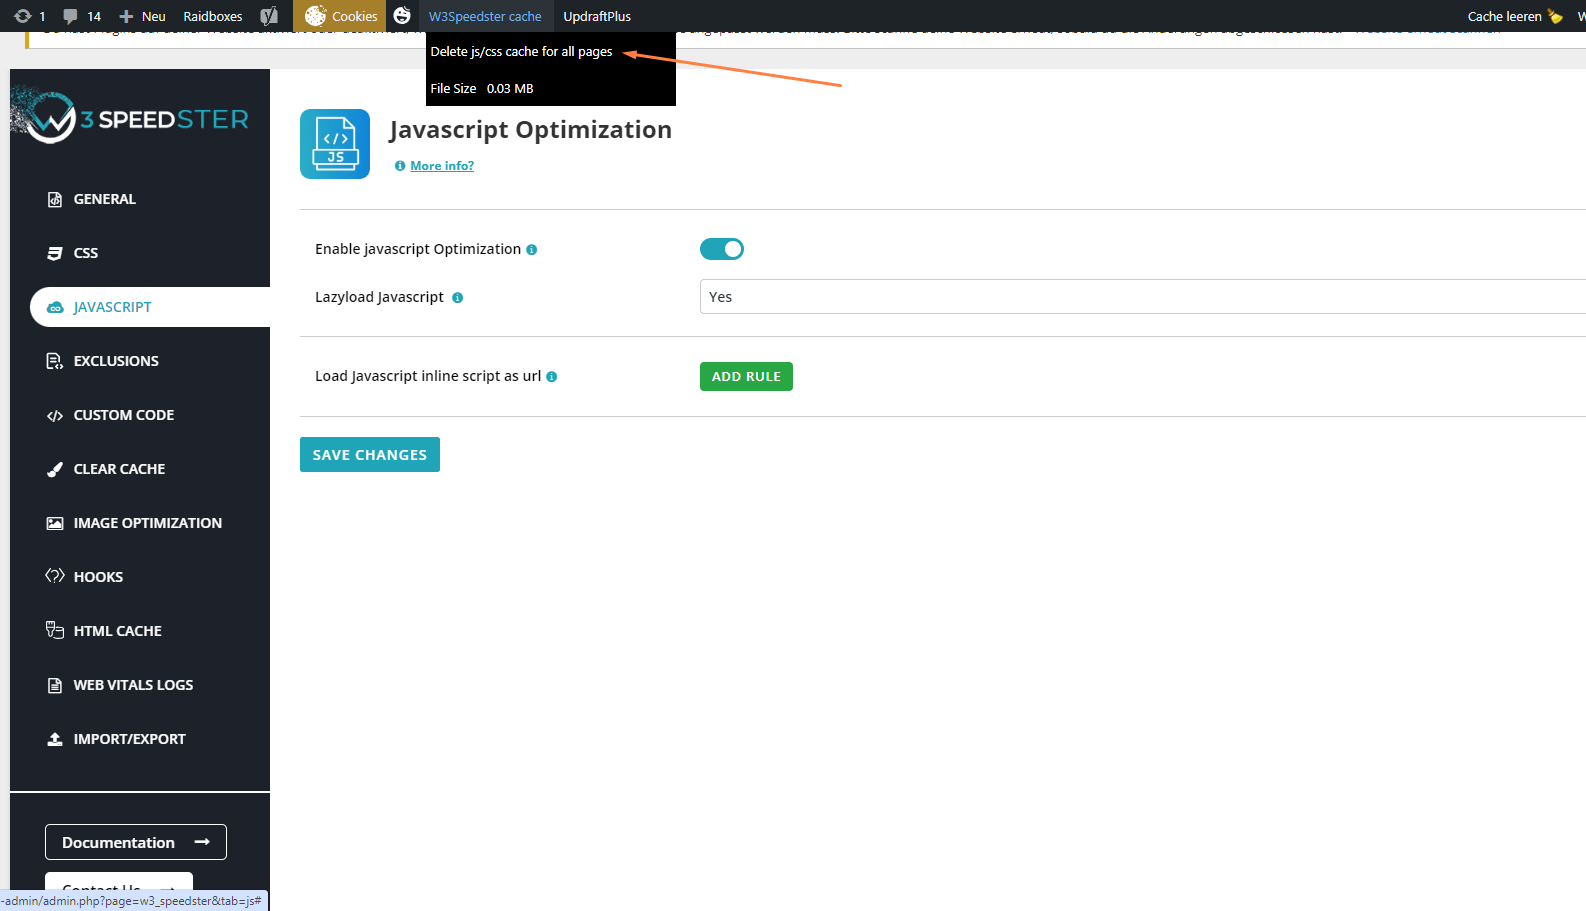 1 14 Neu Raidboxes Cookies W3Speedster cache UpdraftPlus Cache leeren
Delete js/css cache for all pages
File Size 0.03 MB
W3 SPEEDSTER
Javascript Optimization
More info?
GENERAL
Enable javascript Optimization
CSS
Lazyload Javascript Yes
JAVASCRIPT
EXCLUSIONS
Load Javascript inline script as url ADD RULE
CUSTOM CODE
SAVE CHANGES
CLEAR CACHE
IMAGE OPTIMIZATION
HOOKS
HTML CACHE
WEB VITALS LOGS
IMPORT/EXPORT
Documentation
Contact Us
-admin/admin.php?page=w3_speedster&tab=js#